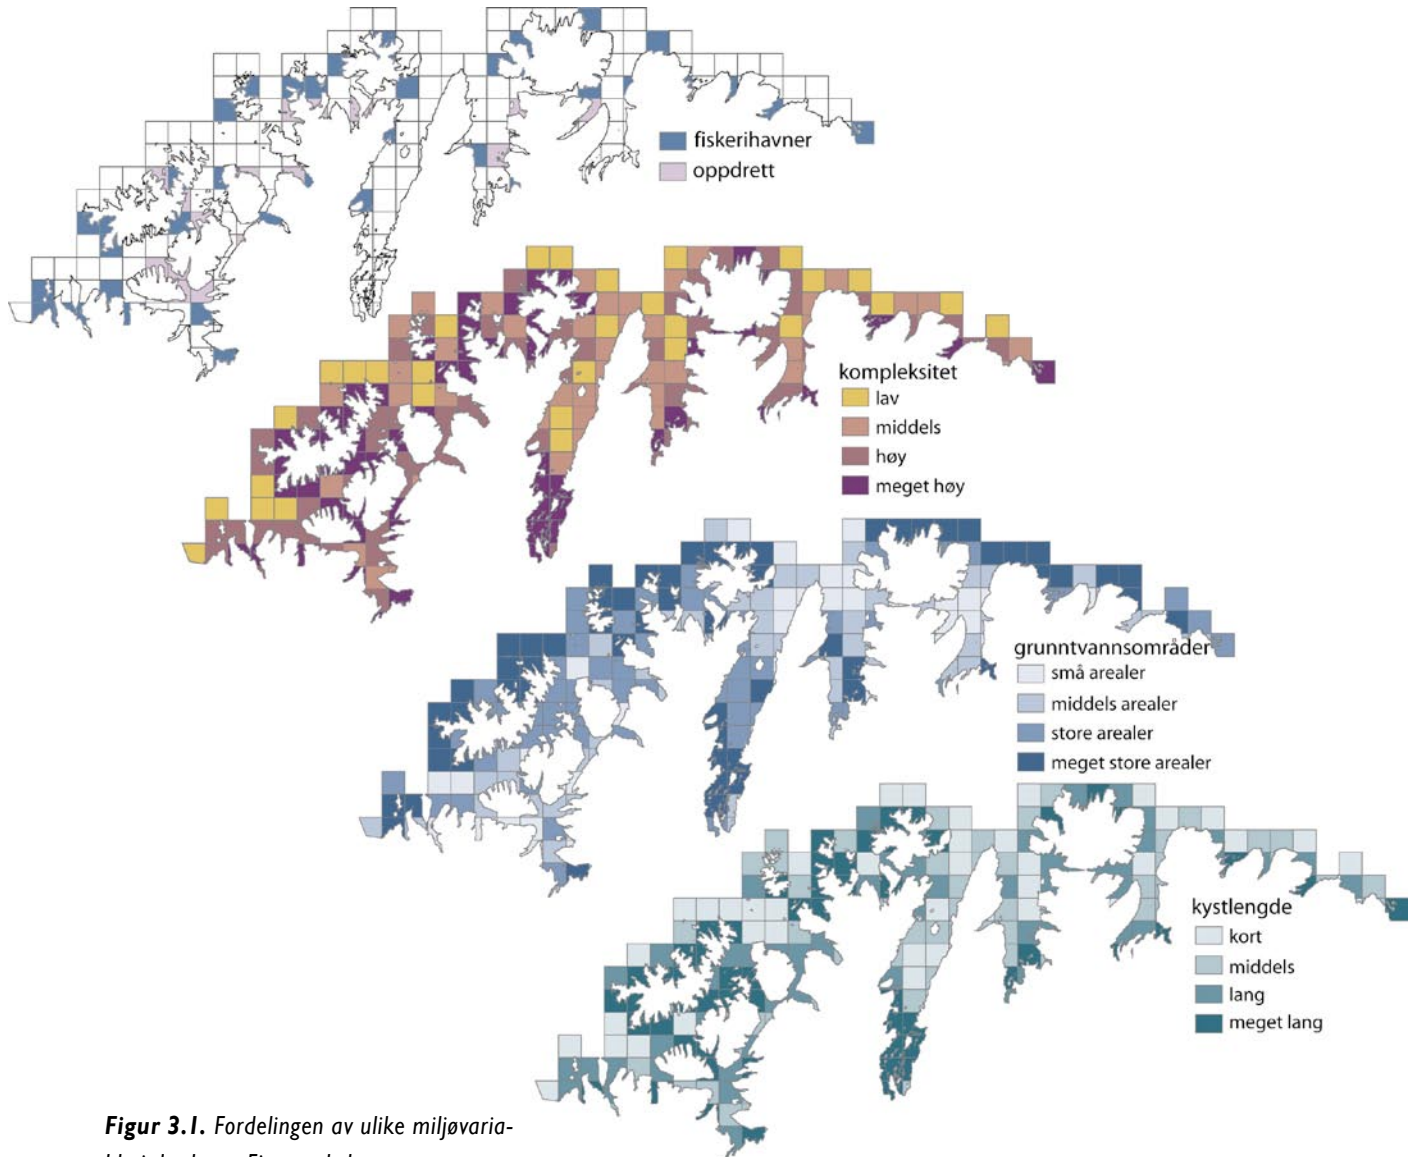 fiskerihavner
oppdrett
kompleksitet
lav
middels
høy
meget høy
grunntvannsområder
små arealer
middels arealer
store arealer
meget store arealer
kystlengde
kort
middels
lang
meget lang
Figur 3.1. Fordelingen av ulike miljøvaria-